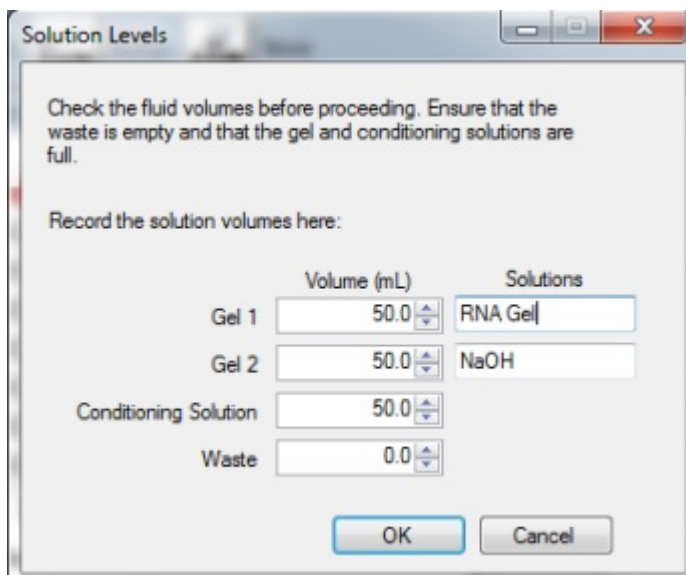 Solution Levels
Check the fluid volumes before proceeding. Ensure that the
waste is empty and that the gel and conditioning solutions are
full.
Record the solution volumes here:
Volume (mL) Solutions
Gel 1 50.0 RNA Gel
Gel 2 50.0 NaOH
Conditioning Solution 50.0
Waste 0.0
OK Cancel